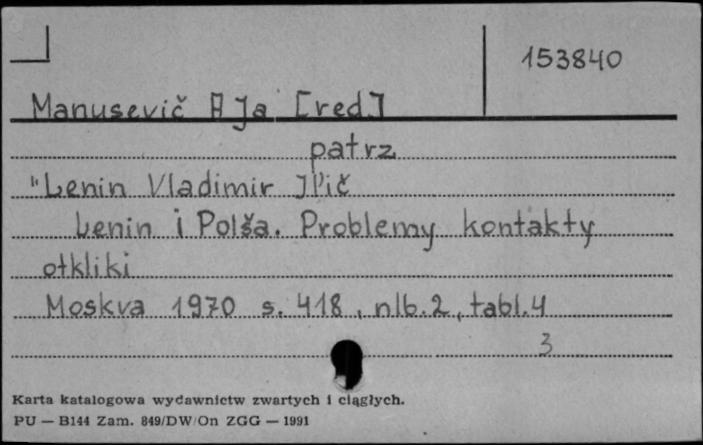 153840
Manusevič A Ja [red]
patrz
"Lenin Vladimir Il'ič
Lenin i Polša. Problemy kontakty
otkliki
Moskva 1970 s. 418, nlb. 2, tabl. 4
3
Karta katalogowa wydawnictw zwartych i ciągłych.
PU — B144 Zam. 849/DW/On ZGG — 1991